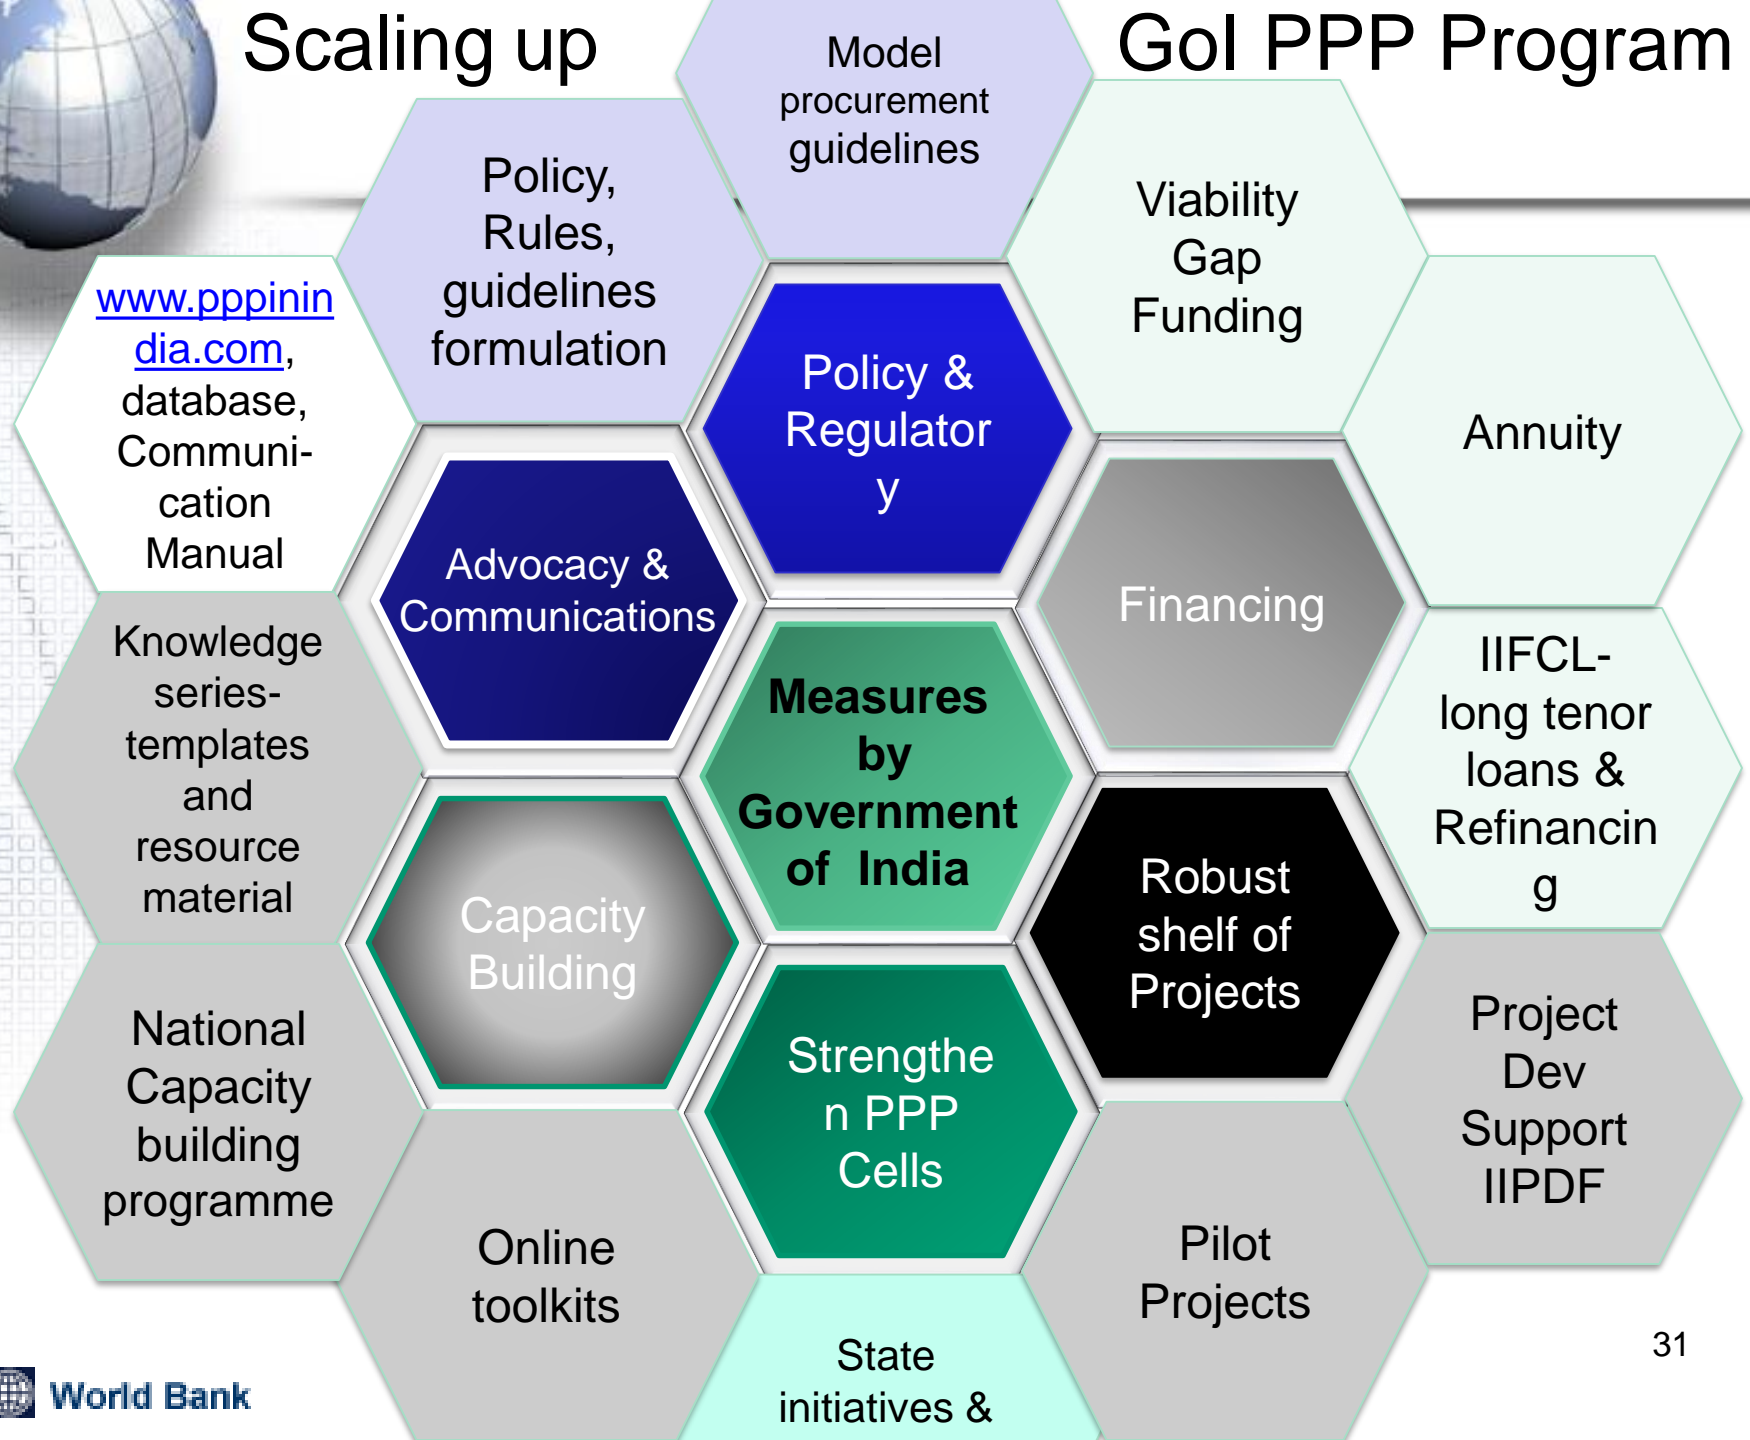 Scaling up GoI PPP Program
Model
procurement
guidelines
Policy,
Rules,
guidelines
formulation
Viability
Gap
Funding
www.pppinin
dia.com,
database,
Communi-
cation
Manual
Policy &
Regulator
y
Annuity
Advocacy &
Communications
Financing
Knowledge
series-
templates
and
resource
material
Measures
by
Government
of India
IIFCL-
long tenor
loans &
Refinancin
g
Capacity
Building
Robust
shelf of
Projects
National
Capacity
building
programme
Strengthe
n PPP
Cells
Project
Dev
Support
IIPDF
Online
toolkits
Pilot
Projects
State
initiatives &
31
World Bank